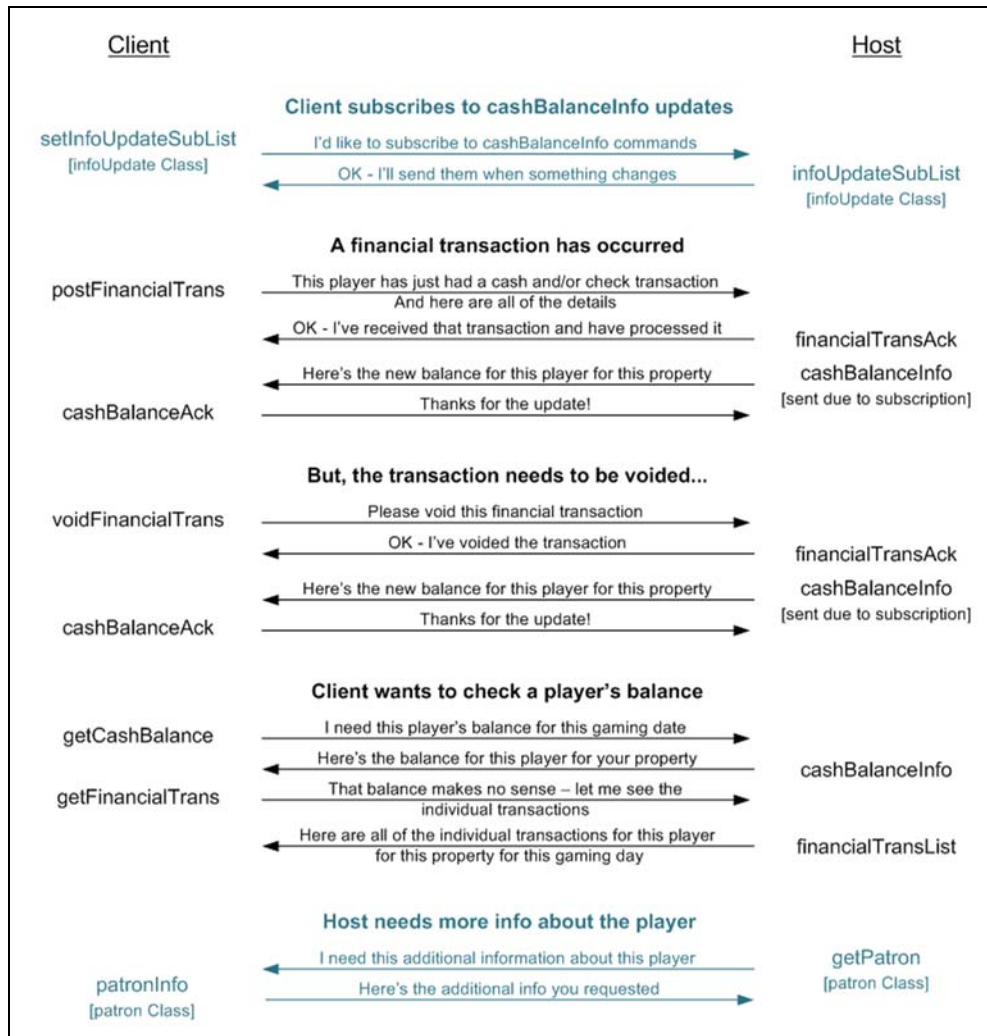 Client
Host
Client subscribes to cashBalanceInfo updates
setInfoUpdateSubList
[infoUpdate Class]
I'd like to subscribe to cashBalanceInfo commands
OK - I'll send them when something changes
infoUpdateSubList
[infoUpdate Class]
A financial transaction has occurred
postFinancialTrans
This player has just had a cash and/or check transaction
And here are all of the details
OK - I've received that transaction and have processed it
financialTransAck
Here's the new balance for this player for this property
cashBalanceInfo
[sent due to subscription]
cashBalanceAck
Thanks for the update!
But, the transaction needs to be voided...
voidFinancialTrans
Please void this financial transaction
OK - I've voided the transaction
financialTransAck
Here's the new balance for this player for this property
cashBalanceInfo
[sent due to subscription]
cashBalanceAck
Thanks for the update!
Client wants to check a player's balance
getCashBalance
I need this player's balance for this gaming date
Here's the balance for this player for your property
cashBalanceInfo
getFinancialTrans
That balance makes no sense – let me see the
individual transactions
Here are all of the individual transactions for this player
for this property for this gaming day
financialTransList
Host needs more info about the player
I need this additional information about this player
getPatron
[patron Class]
patronInfo
[patron Class]
Here's the additional info you requested